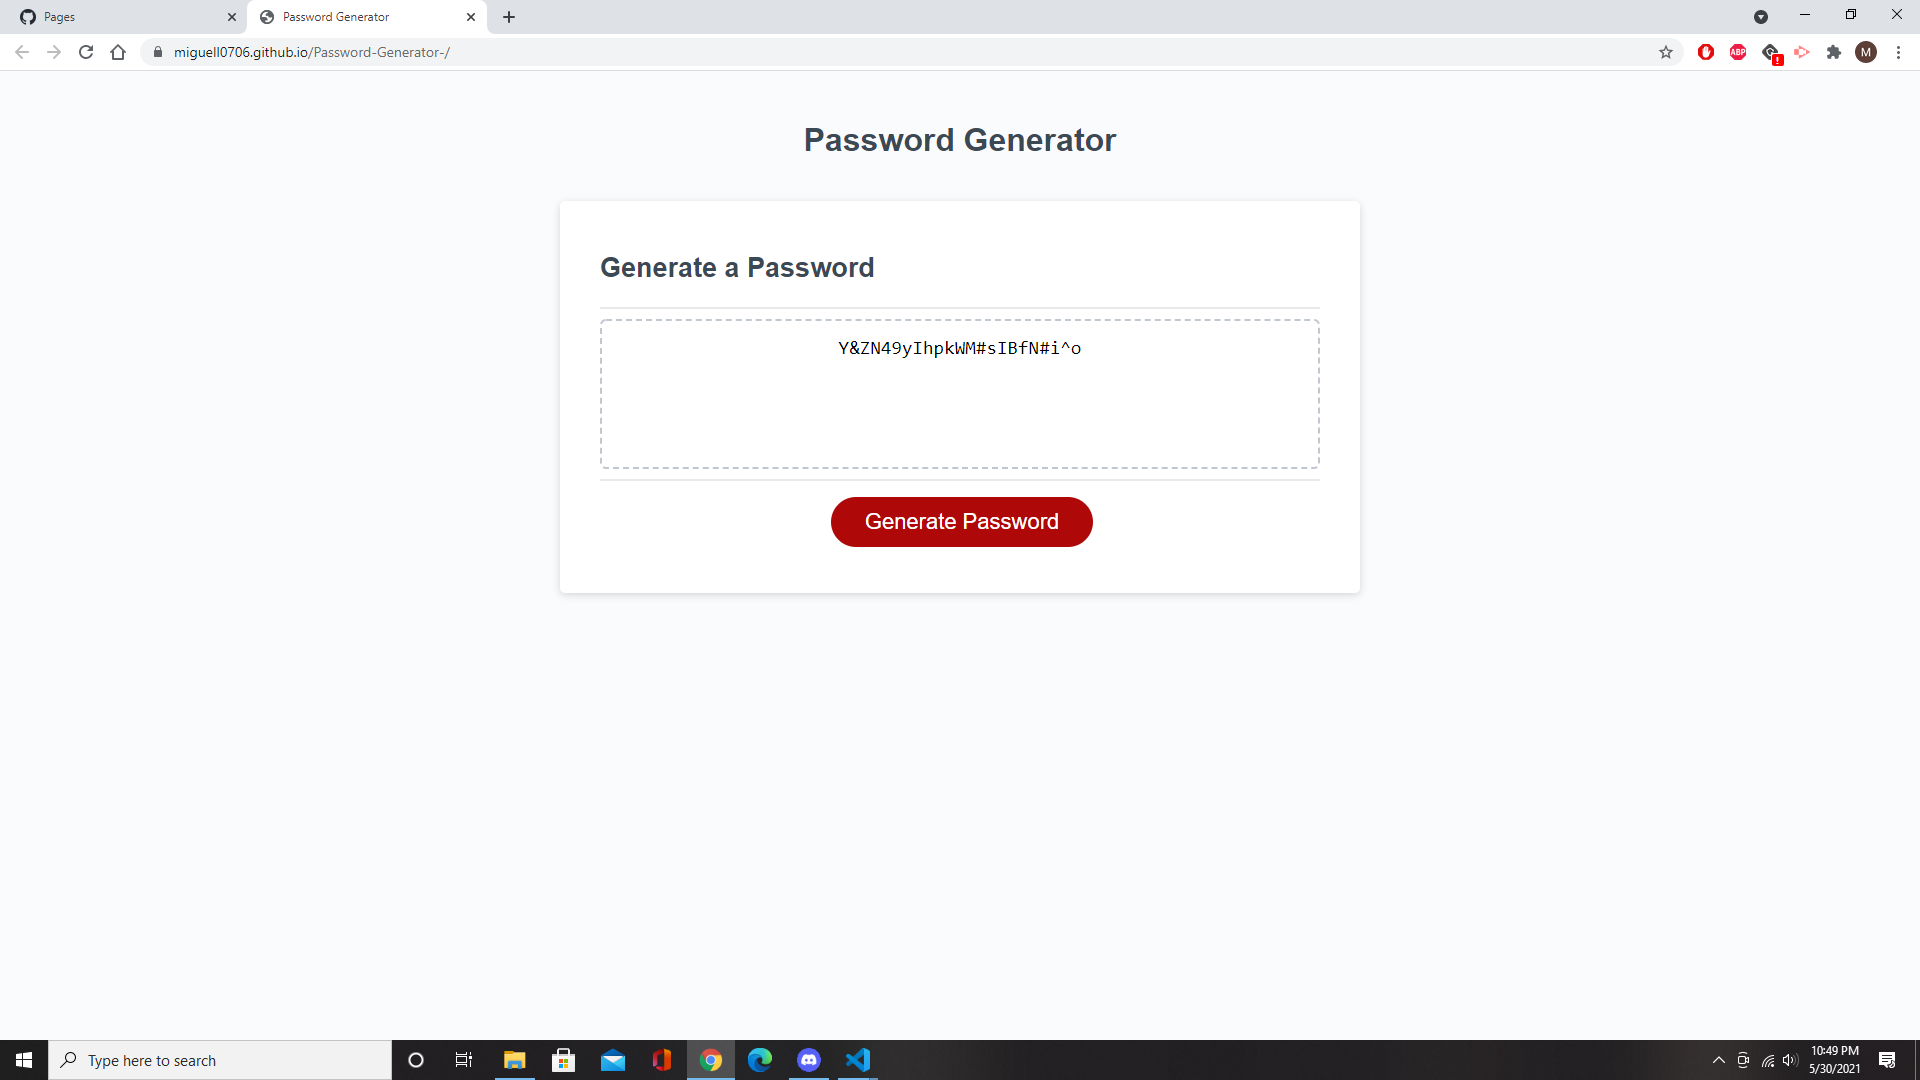 Pages
Password Generator
miguell0706.github.io/Password-Generator-/
ABP
M
Password Generator
Generate a Password
Y&ZN49yIhpkWM#sIBfN#i^o
Generate Password
Type here to search
10:49 PM
5/30/2021